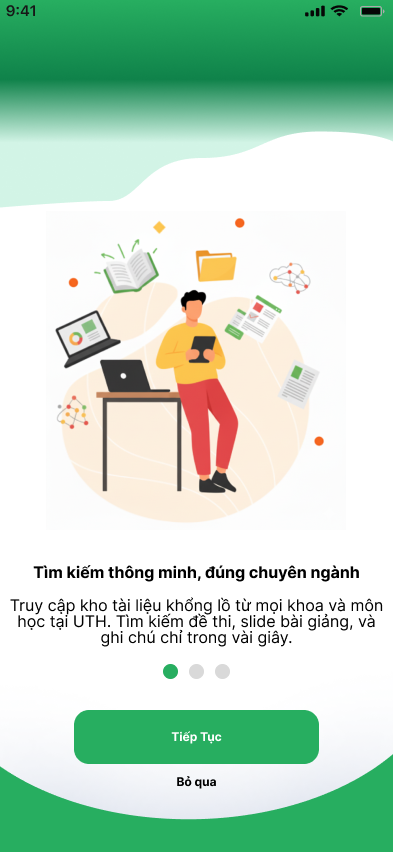 9:41
Tìm kiếm thông minh, đúng chuyên ngành
Truy cập kho tài liệu khổng lồ từ mọi khoa và môn
học tại UTH. Tìm kiếm đề thi, slide bài giảng, và
ghi chú chỉ trong vài giây.
Tiếp Tục
Bỏ qua